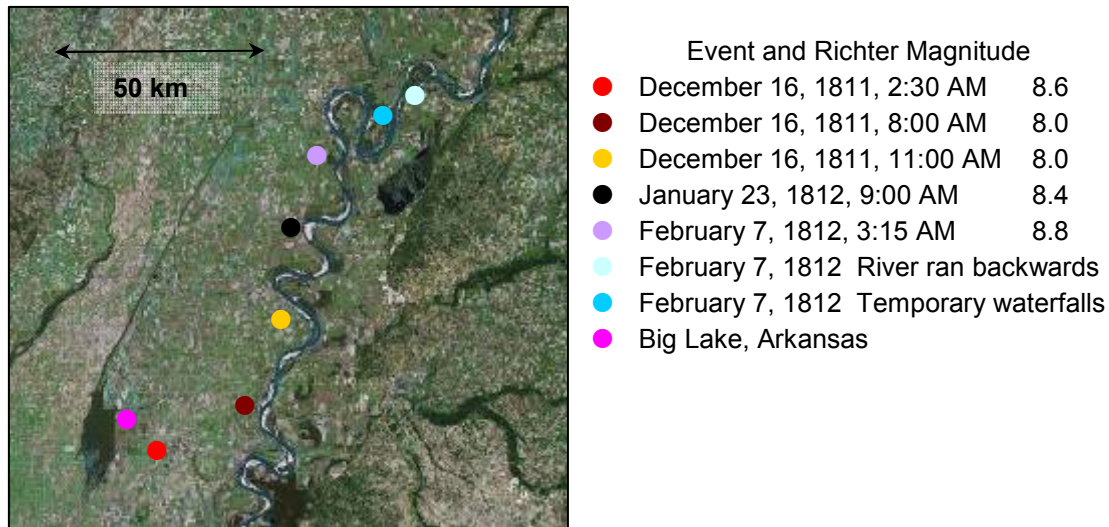 50 km
Event and Richter Magnitude
December 16, 1811, 2:30 AM 8.6
December 16, 1811, 8:00 AM 8.0
December 16, 1811, 11:00 AM 8.0
January 23, 1812, 9:00 AM 8.4
February 7, 1812, 3:15 AM 8.8
February 7, 1812 River ran backwards
February 7, 1812 Temporary waterfalls
Big Lake, Arkansas